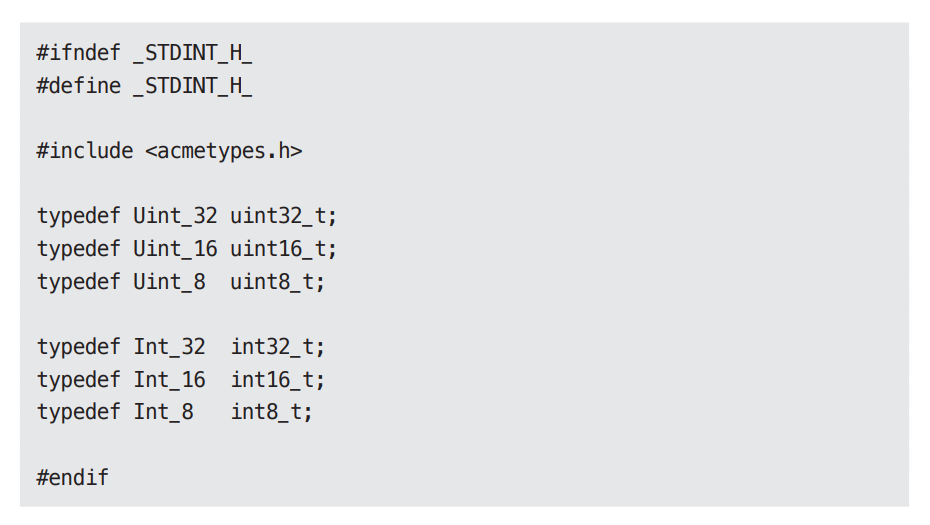 #ifndef _STDINT_H_
#define _STDINT_H_
#include <acmetypes.h>
typedef Uint_32 uint32_t;
typedef Uint_16 uint16_t;
typedef Uint_8  uint8_t;
typedef Int_32  int32_t;
typedef Int_16  int16_t;
typedef Int_8   int8_t;
#endif